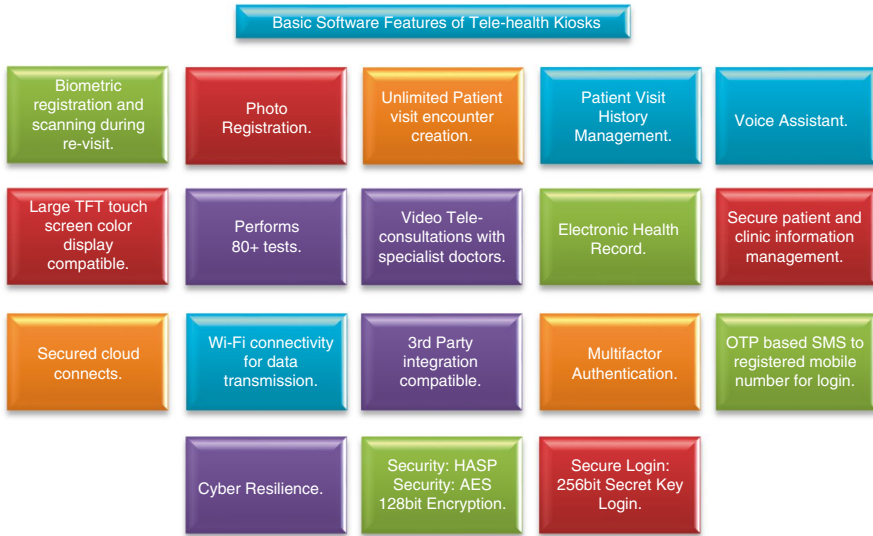 Basic Software Features of Tele-health Kiosks
Biometric
registration and
scanning during
re-visit.
Photo
Registration.
Unlimited Patient
visit encounter
creation.
Patient Visit
History
Management.
Voice Assistant.
Large TFT touch
screen color
display
compatible.
Performs
80+ tests.
Video Tele-
consultations with
specialist doctors.
Electronic Health
Record.
Secure patient and
clinic information
management.
Secured cloud
connects.
Wi-Fi connectivity
for data
transmission.
3rd Party
integration
compatible.
Multifactor
Authentication.
OTP based SMS to
registered mobile
number for login.
Cyber Resilience.
Security: HASP
Security: AES
128bit Encryption.
Secure Login:
256bit Secret Key
Login.